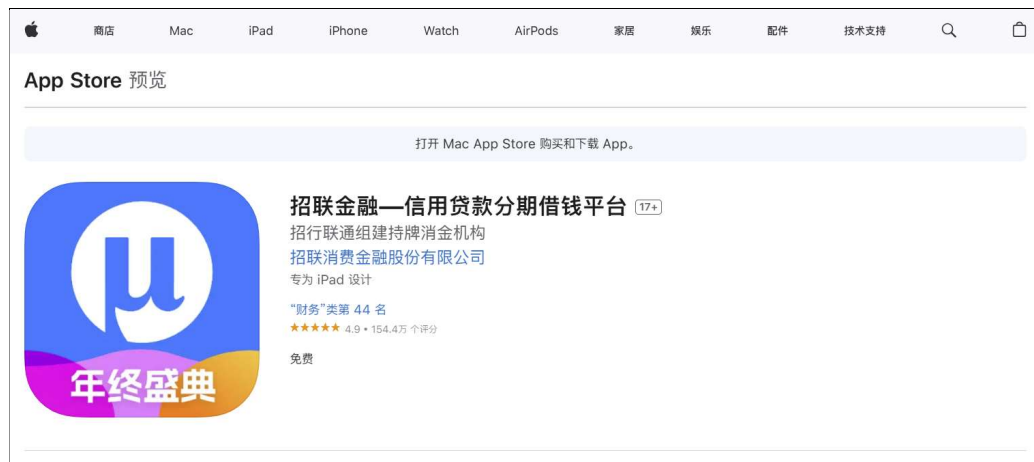 商店 Mac iPad iPhone Watch AirPods 家居 娱乐 配件 技术支持
App Store 预览
打开 Mac App Store 购买和下载 App。
招联金融—信用贷款分期借钱平台 17+
招行联通组建持牌消金机构
招联消费金融股份有限公司
专为 iPad 设计
“财务”类第 44 名
★★★★★ 4.9 • 154.4万 个评分
免费
µ
年终盛典